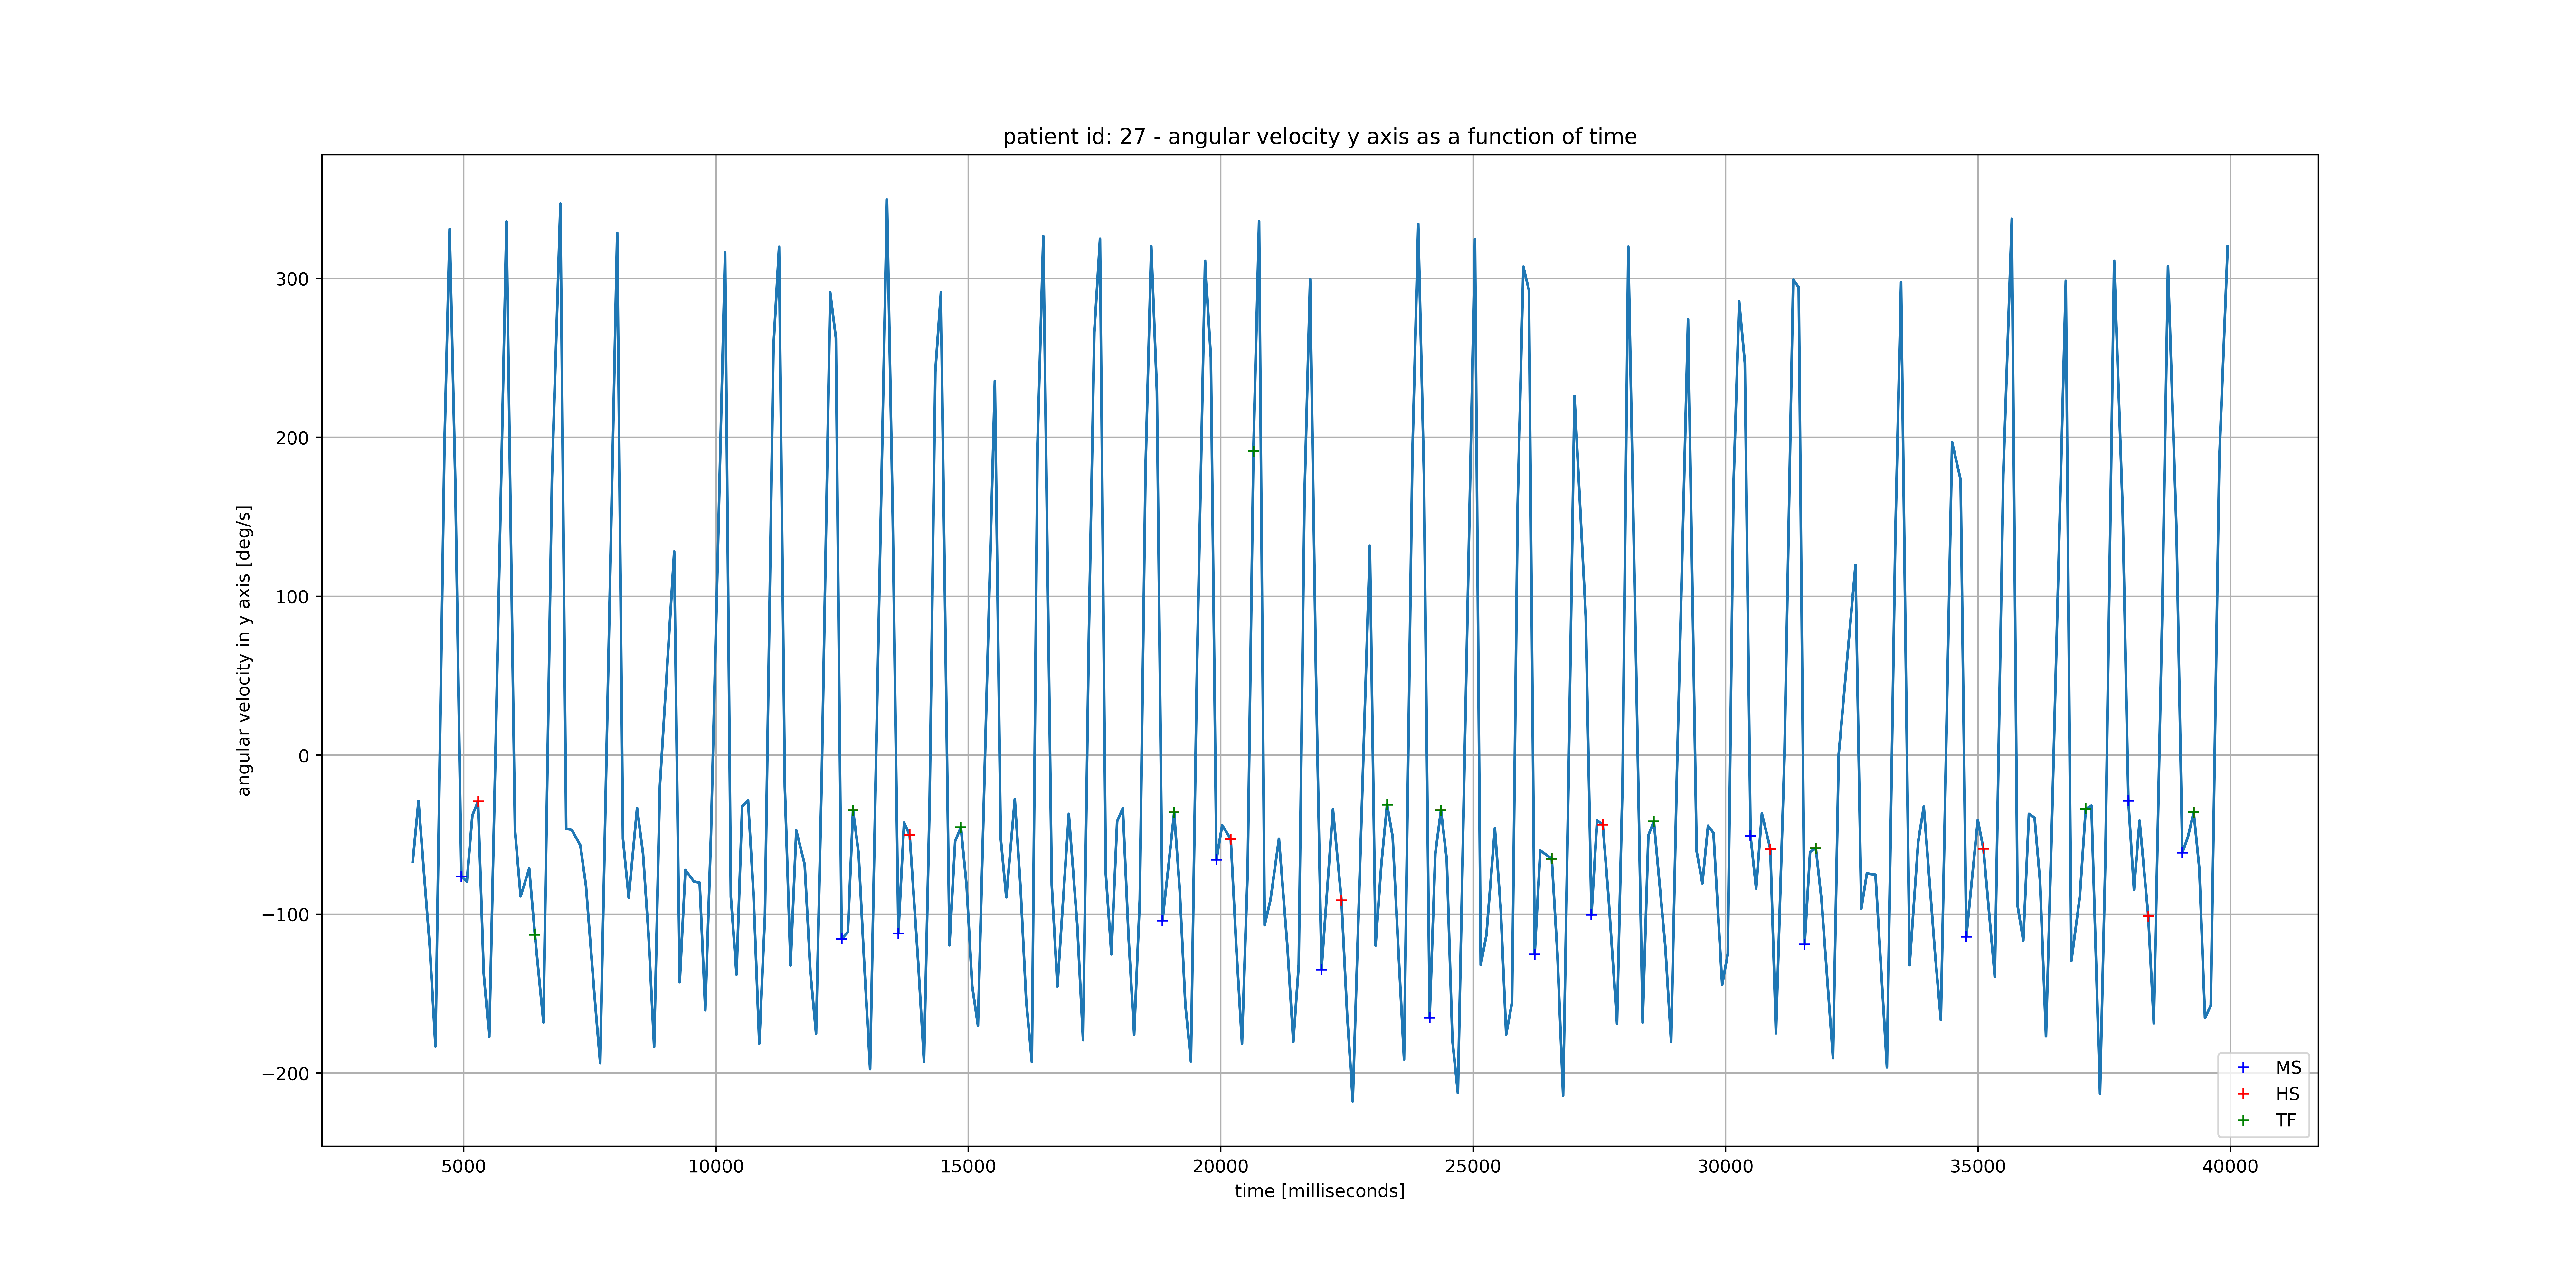 patient id: 27 - angular velocity y axis as a function of time
angular velocity in y axis [deg/s]
300
200
100
0
−100
−200
5000
10000
15000
20000
25000
30000
35000
40000
time [milliseconds]
MS
HS
TF